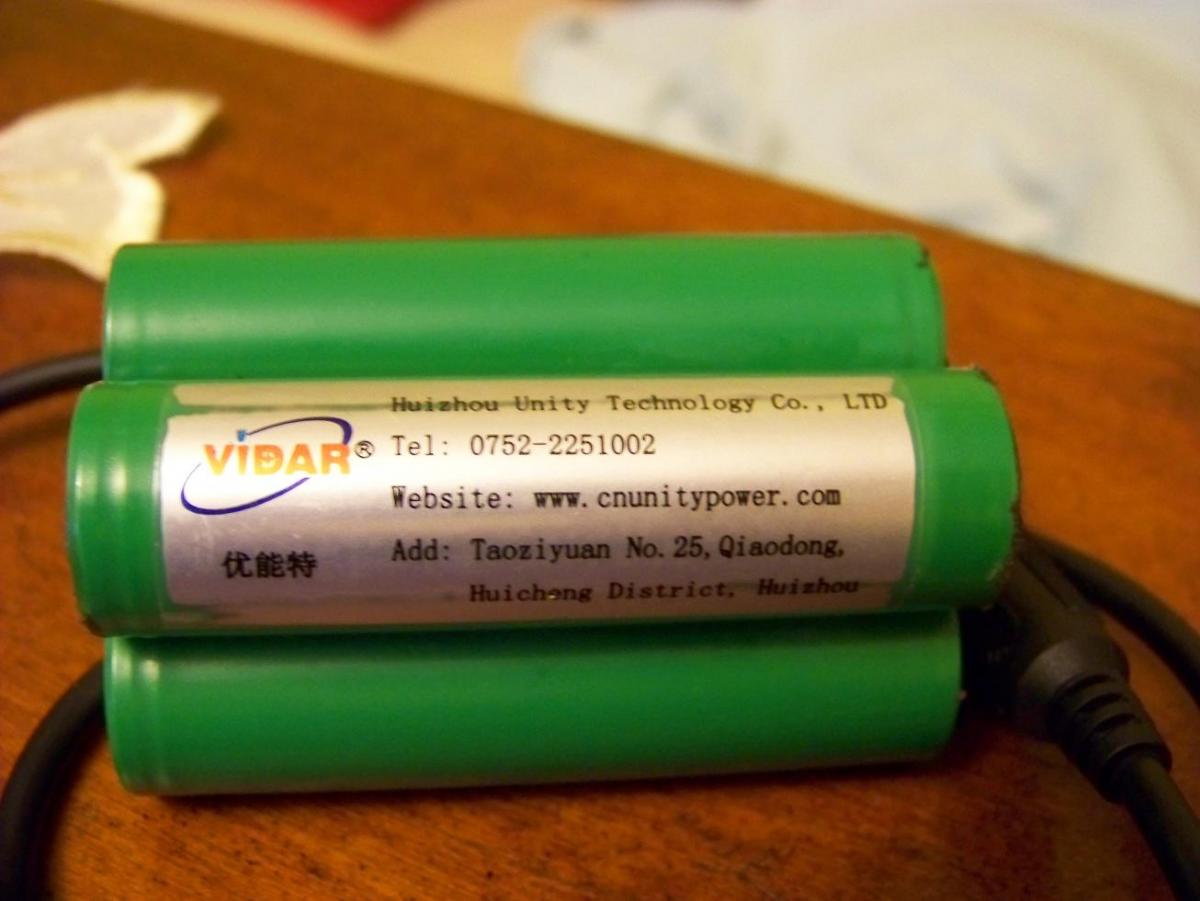 Huizhou Unity Technology Co., LTD
VIDAR® Tel: 0752-2251002
Website: www.cnunitypower.com
优能特 Add: Taoziyuan No.25,Qiaodong,
Huicheng District, Huizhou